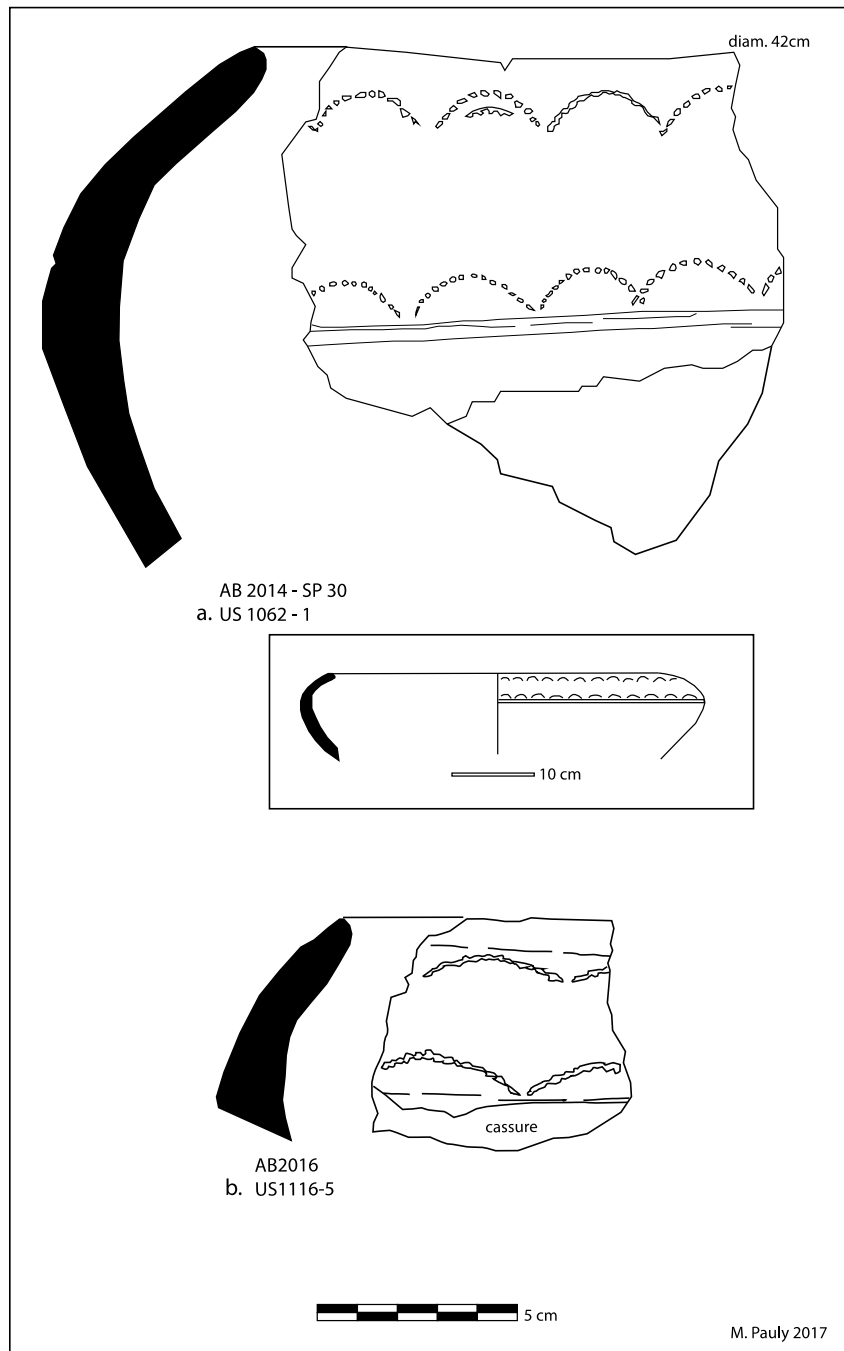 diam. 42cm
AB 2014 - SP 30
a. US 1062 - 1
10 cm
cassure
AB2016
b. US1116-5
5 cm
M. Pauly 2017